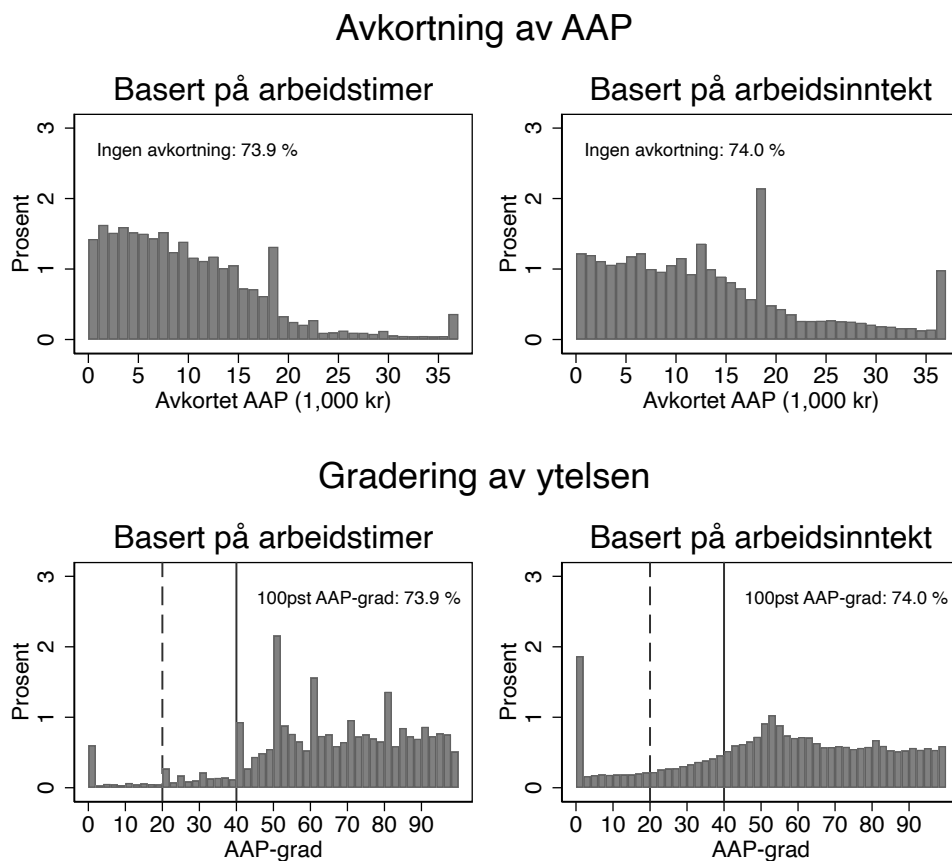 Avkortning av AAP
Basert på arbeidstimer
Basert på arbeidsinntekt
3
Ingen avkortning: 73.9 %
2
Prosent
1
0
0 5 10 15 20 25 30 35
Avkortet AAP (1,000 kr)
3
Ingen avkortning: 74.0 %
2
Prosent
1
0
0 5 10 15 20 25 30 35
Avkortet AAP (1,000 kr)
Gradering av ytelsen
Basert på arbeidstimer
Basert på arbeidsinntekt
3
100pst AAP-grad: 73.9 %
2
Prosent
1
0
0 10 20 30 40 50 60 70 80 90
AAP-grad
3
100pst AAP-grad: 74.0 %
2
Prosent
1
0
0 10 20 30 40 50 60 70 80 90
AAP-grad